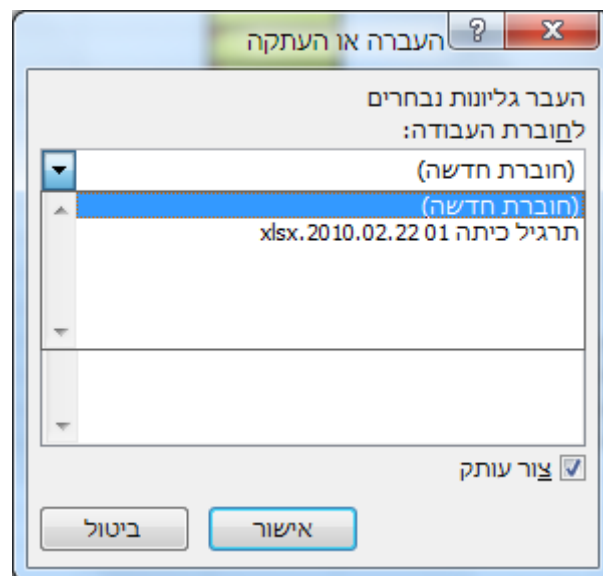 העברה או העתקה
העבר גליונות נבחרים
לחוברת העבודה:
(חוברת חדשה)
(חוברת חדשה)
תרגיל כיתה 01 2010.02.22.xlsx
צור עותק
אישור
ביטול